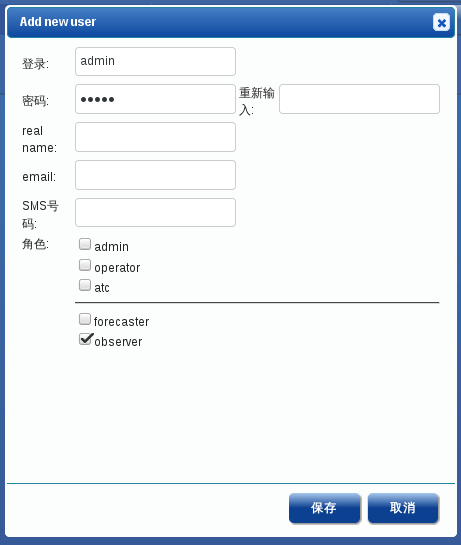 Add new user
登录: admin
密码: ●●●●● 重新输
入:
real
name:
email:
SMS号
码:
角色: admin
operator
atc
forecaster
observer
保存 取消